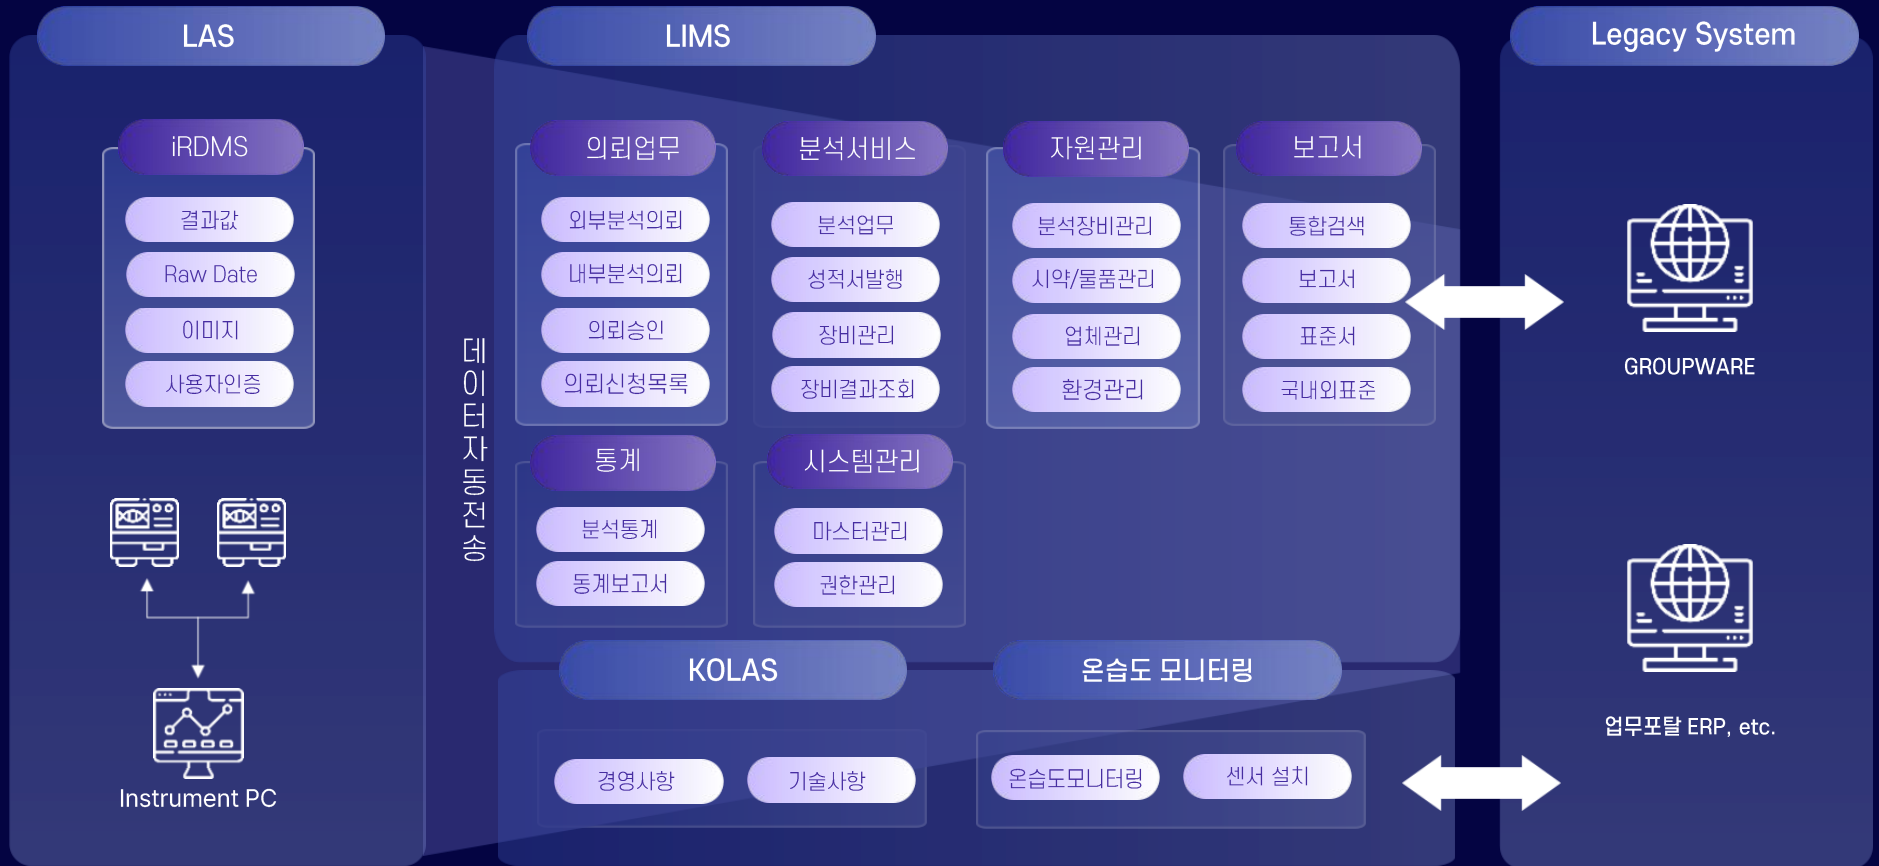 LAS
iRDMS
결과값
Raw Date
이미지
사용자인증
Instrument PC
데이터자동전송
LIMS
의뢰업무
외부분석의뢰
내부분석의뢰
의뢰승인
의뢰신청목록
분석서비스
분석업무
성적서발행
장비관리
장비결과조회
자원관리
분석장비관리
시약/물품관리
업체관리
환경관리
보고서
통합검색
보고서
표준서
국내외표준
통계
분석통계
통계보고서
시스템관리
마스터관리
권한관리
KOLAS
경영사항
기술사항
온습도 모니터링
온습도모니터링
센서 설치
Legacy System
GROUPWARE
업무포탈 ERP, etc.